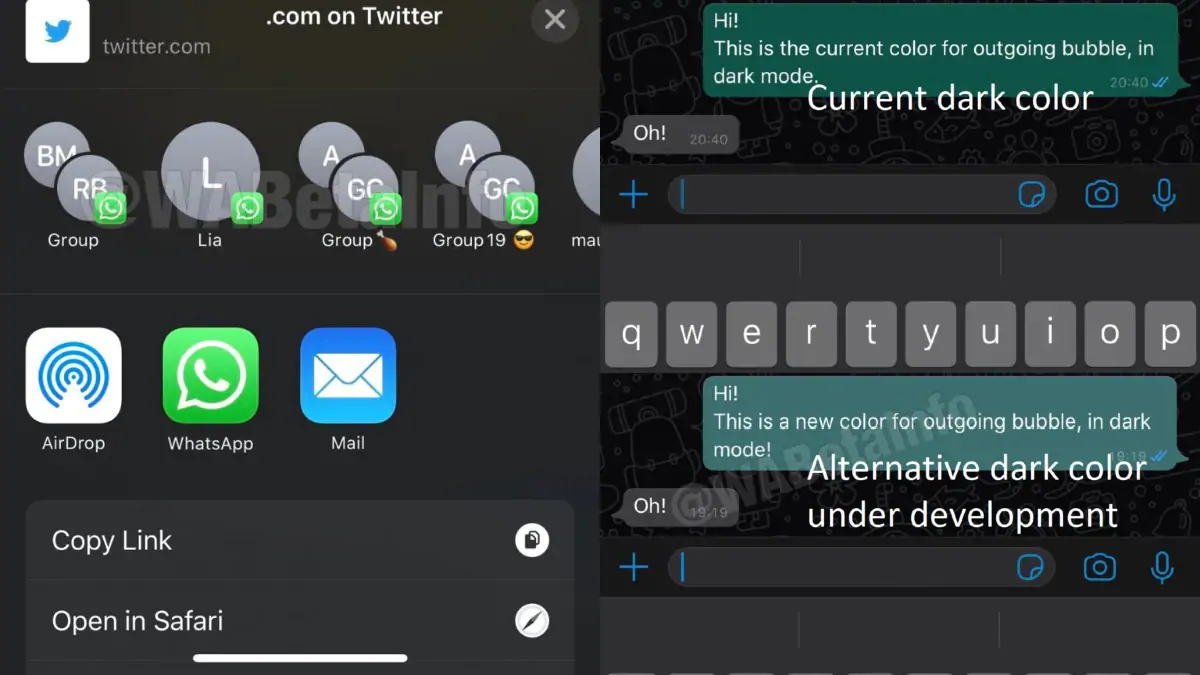 .com on Twitter
twitter.com
BM
RB
L
A
GC
A
GC
@WABetaInfo
Group
Lia
Group🍗
Group 19 😎
mau
AirDrop
WhatsApp
Mail
Copy Link
Open in Safari
Hi!
This is the current color for outgoing bubble, in
dark mode.
20:40
Current dark color
Oh!
20:40
q w e r t y u i o p
Hi!
This is a new color for outgoing bubble, in dark
mode!
19:19
@WABetaInfo
Alternative dark color
under development
Oh!
19:19